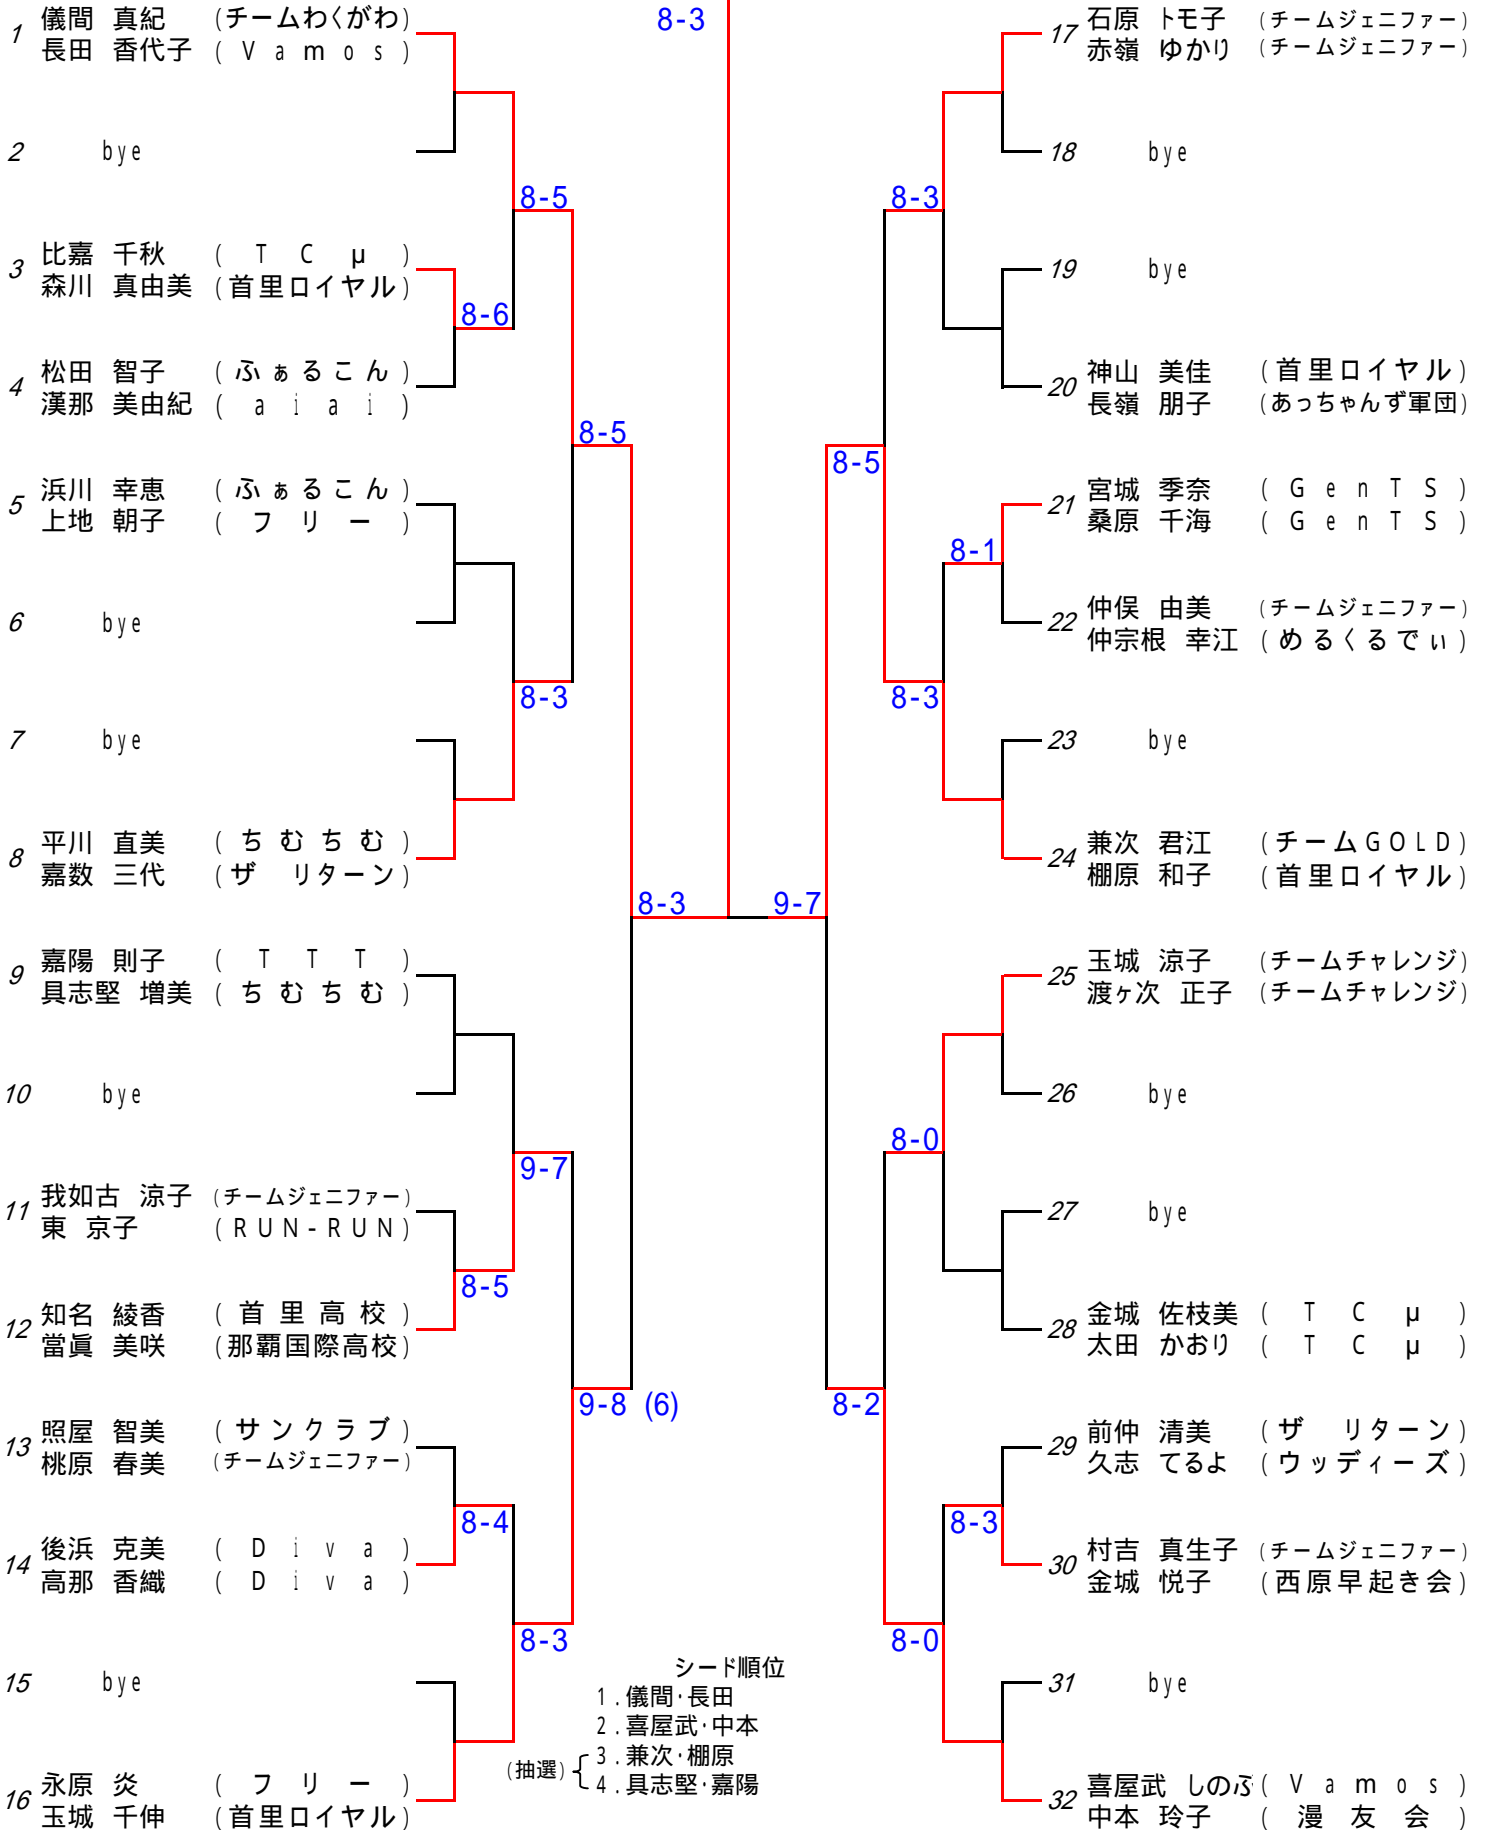 8-3
1 儀間 真紀 (チームわくがわ)
長田 香代子 (Vamos)
2 bye
8-5
3 比嘉 千秋 (TCμ)
森川 真由美 (首里ロイヤル)
8-6
4 松田 智子 (ふぁるこん)
漢那 美由紀 (aiai)
8-5
5 浜川 幸恵 (ふぁるこん)
上地 朝子 (フリー)
6 bye
8-3
7 bye
8 平川 直美 (ちむちむ)
嘉数 三代 (ザ リターン)
8-3
9 嘉陽 則子 (TTT)
具志堅 増美 (ちむちむ)
10 bye
9-7
11 我如古 涼子 (チームジェニファー)
東 京子 (RUN-RUN)
8-5
12 知名 綾香 (首里高校)
當眞 美咲 (那覇国際高校)
9-8 (6)
13 照屋 智美 (サンクラブ)
桃原 春美 (チームジェニファー)
8-4
14 後浜 克美 (Diva)
高那 香織 (Diva)
8-3
15 bye
16 永原 炎 (フリー)
玉城 千伸 (首里ロイヤル)
17 石原 トモ子 (チームジェニファー)
赤嶺 ゆかり (チームジェニファー)
18 bye
8-3
19 bye
20 神山 美佳 (首里ロイヤル)
長嶺 朋子 (あっちゃんず軍団)
8-5
21 宮城 季奈 (GenTS)
桑原 千海 (GenTS)
8-1
22 仲俣 由美 (チームジェニファー)
仲宗根 幸江 (めるくるでぃ)
8-3
23 bye
24 兼次 君江 (チームGOLD)
棚原 和子 (首里ロイヤル)
9-7
25 玉城 涼子 (チームチャレンジ)
渡ヶ次 正子 (チームチャレンジ)
26 bye
8-0
27 bye
28 金城 佐枝美 (TCμ)
太田 かおり (TCμ)
8-2
29 前仲 清美 (ザ リターン)
久志 てるよ (ウッディーズ)
8-3
30 村吉 真生子 (チームジェニファー)
金城 悦子 (西原早起き会)
8-0
31 bye
32 喜屋武 しのぶ (Vamos)
中本 玲子 (漫友会)
シード順位
1.儀間・長田
2.喜屋武・中本
(抽選) 3.兼次・棚原
4.具志堅・嘉陽